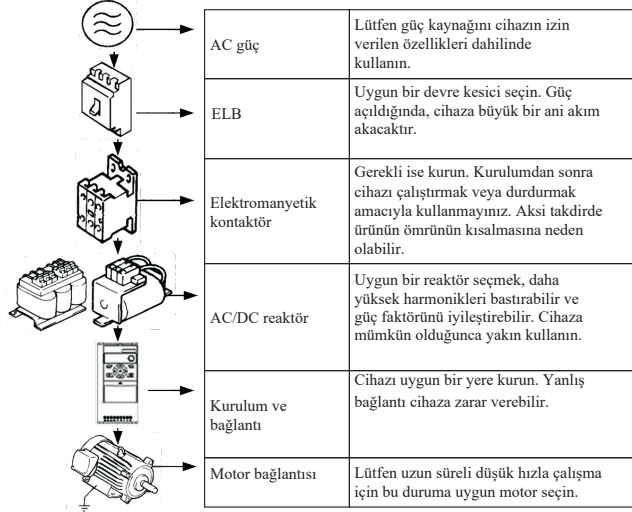 AC güç
Lütfen güç kaynağını cihazın izin
verilen özellikleri dahilinde
kullanın.
ELB
Uygun bir devre kesici seçin. Güç
açıldığında, cihaza büyük bir ani akım
akacaktır.
Elektromanyetik
kontaktör
Gerekli ise kurun. Kurulumdan sonra
cihazı çalıştırmak veya durdurmak
amacıyla kullanmayınız. Aksi takdirde
ürünün ömrünün kısalmasına neden
olabilir.
AC/DC reaktör
Uygun bir reaktör seçmek, daha
yüksek harmonikleri bastırabilir ve
güç faktörünü iyileştirebilir. Cihaza
mümkün olduğunca yakın kullanın.
Kurulum ve
bağlantı
Cihazı uygun bir yere kurun. Yanlış
bağlantı cihaza zarar verebilir.
Motor bağlantısı
Lütfen uzun süreli düşük hızla çalışma
için bu duruma uygun motor seçin.